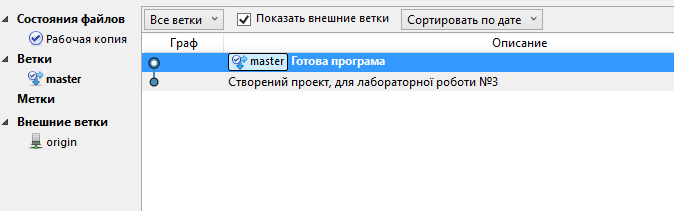 Состояния файлов
Рабочая копия
Ветки
master
Метки
Внешние ветки
origin
Все ветки
Показать внешние ветки
Сортировать по дате
Граф
Описание
master Готова програма
Створений проект, для лабораторної роботи №3